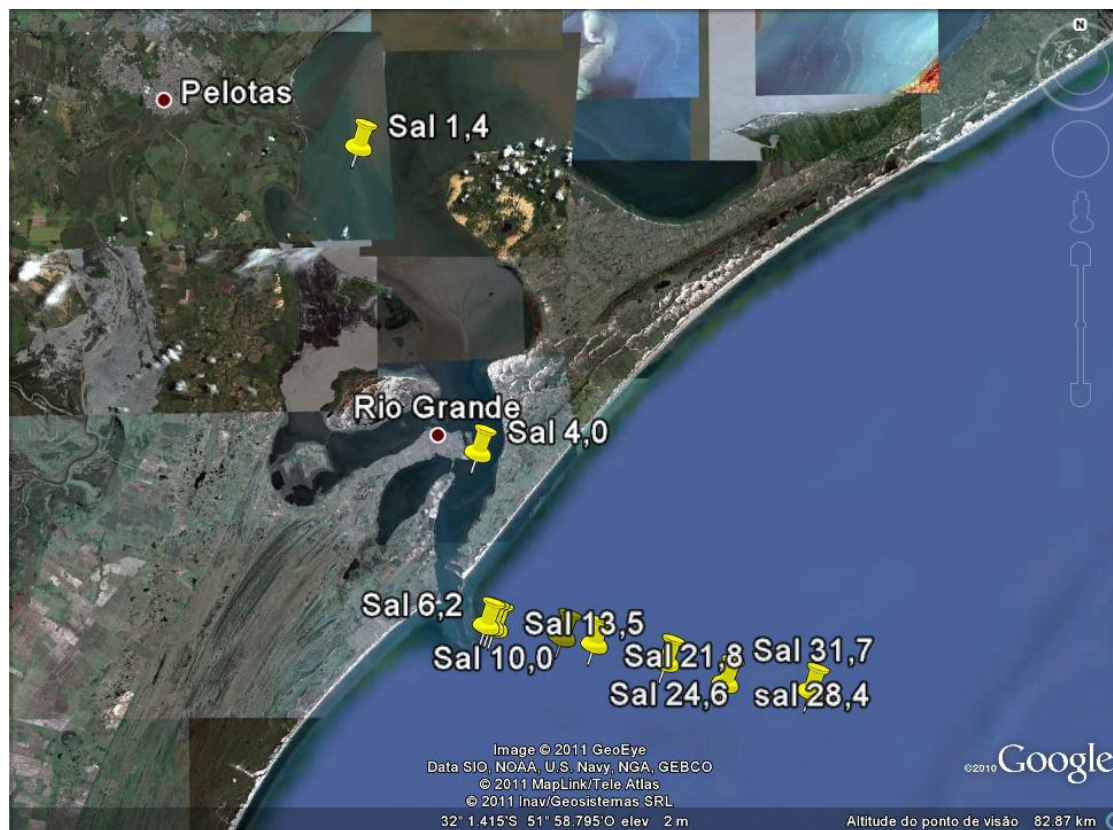 N
Pelotas
Sal 1,4
Rio Grande
Sal 4,0
Sal 6,2
Sal 13,5
Sal 10,0
Sal 21,8
Sal 31,7
Sal 24,6
sal 28,4
Image © 2011 GeoEye
Data SIO, NOAA, U.S. Navy, NGA, GEBCO
© 2011 MapLink/Tele Atlas
© 2011 Inav/Geosistemas SRL
©2010 Google
32° 1.415'S 51° 58.795'O elev 2 m
Altitude do ponto de visão 82.87 km